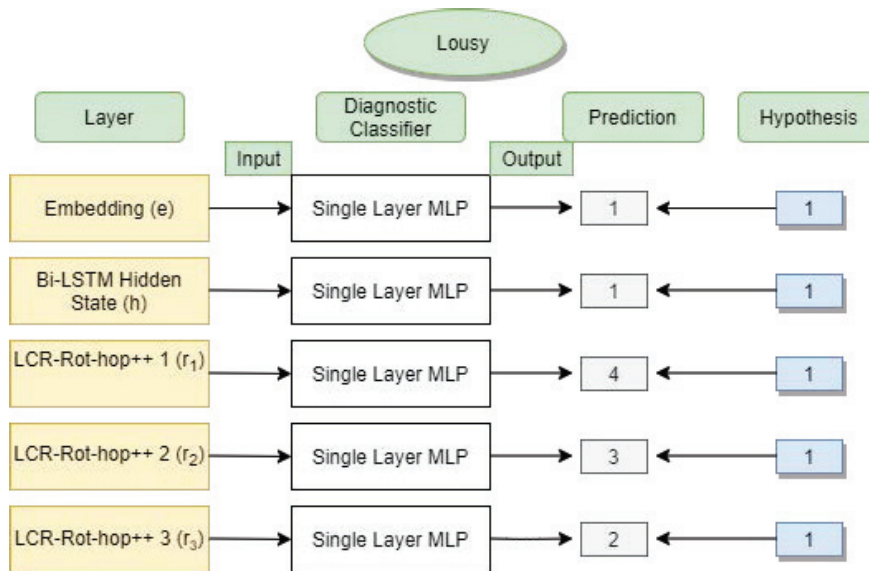 Lousy
Layer
Diagnostic
Classifier
Prediction
Hypothesis
Input
Output
Embedding (e)
Single Layer MLP
1
1
Bi-LSTM Hidden
State (h)
Single Layer MLP
1
1
LCR-Rot-hop++ 1 (r₁)
Single Layer MLP
4
1
LCR-Rot-hop++ 2 (r₂)
Single Layer MLP
3
1
LCR-Rot-hop++ 3 (r₃)
Single Layer MLP
2
1